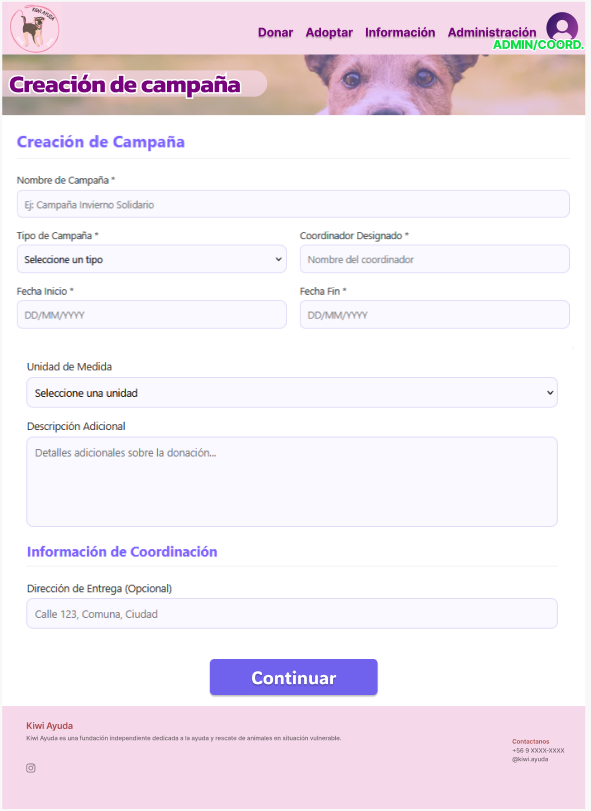 KIWI AYUDA
Donar Adoptar Información Administración
ADMIN/COORD.
Creación de campaña
Creación de Campaña
Nombre de Campaña *
Ej: Campaña Invierno Solidario
Tipo de Campaña * Coordinador Designado *
Seleccione un tipo Nombre del coordinador
Fecha Inicio * Fecha Fin *
DD/MM/YYYY DD/MM/YYYY
Unidad de Medida
Seleccione una unidad
Descripción Adicional
Detalles adicionales sobre la donación...
Información de Coordinación
Dirección de Entrega (Opcional)
Calle 123, Comuna, Ciudad
Continuar
Kiwi Ayuda
Kiwi Ayuda es una fundación independiente dedicada a la ayuda y rescate de animales en situación vulnerable.
Contactanos
+56 9 XXXX-XXXX
@kiwi.ayuda